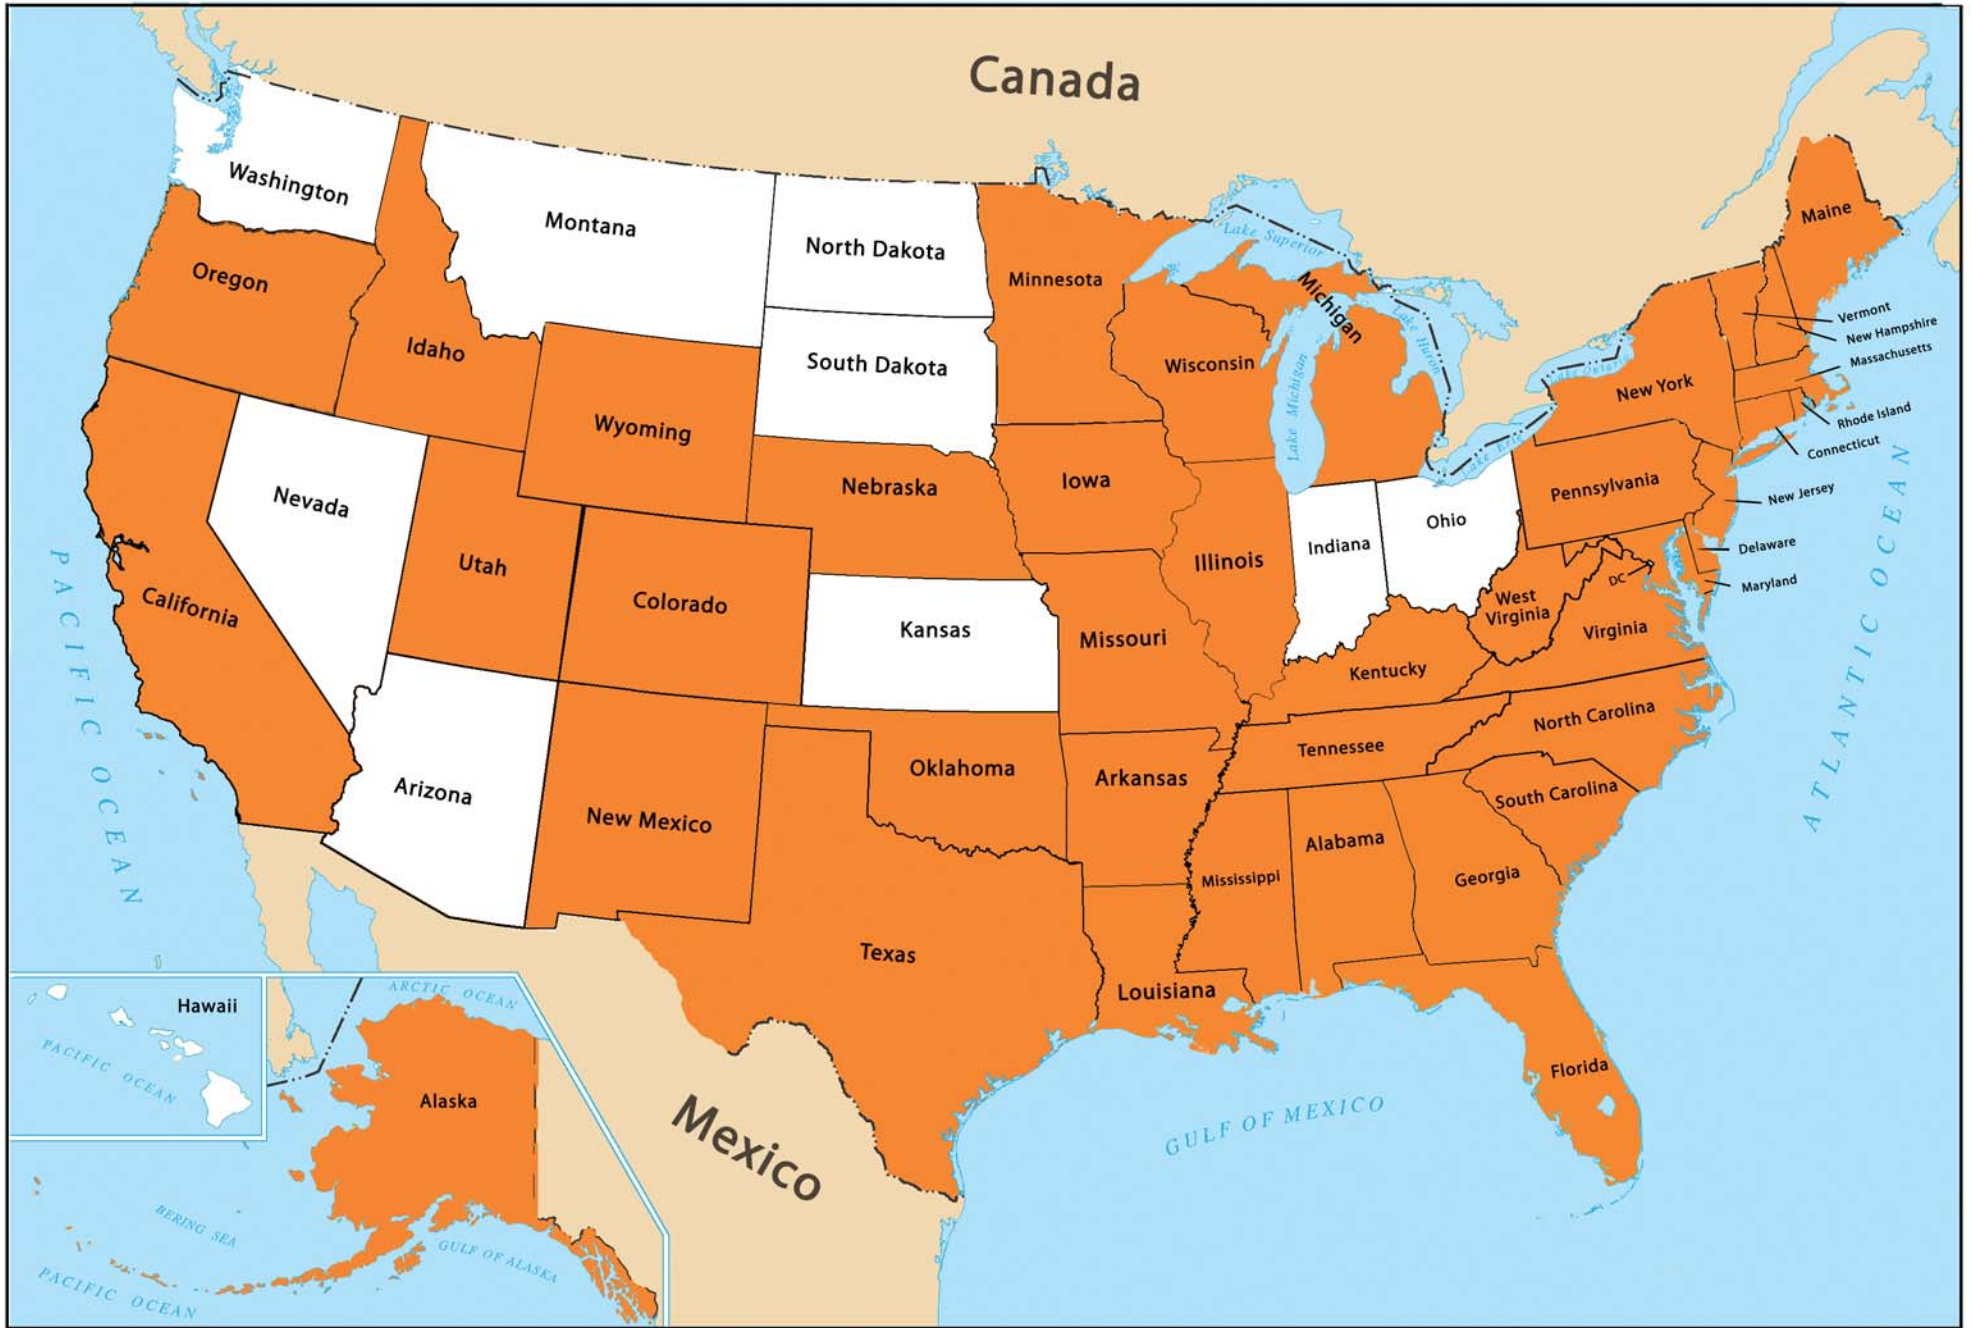 Canada
Washington
Montana
North Dakota
Minnesota
Lake Superior
Michigan
Maine
Oregon
Idaho
South Dakota
Wisconsin
Lake Michigan
Lake Huron
Lake Ontario
Lake Erie
New York
Vermont
New Hampshire
Massachusetts
Rhode Island
Connecticut
Wyoming
Nebraska
Iowa
Pennsylvania
New Jersey
Nevada
Utah
Colorado
Kansas
Missouri
Illinois
Indiana
Ohio
West
Virginia
Virginia
DC
Delaware
Maryland
California
Kentucky
North Carolina
Tennessee
South Carolina
Arizona
New Mexico
Oklahoma
Arkansas
Mississippi
Alabama
Georgia
Texas
Louisiana
Florida
PACIFIC OCEAN
ATLANTIC OCEAN
GULF OF MEXICO
Mexico
Hawaii
PACIFIC OCEAN
ARCTIC OCEAN
Alaska
BERING SEA
GULF OF ALASKA
PACIFIC OCEAN